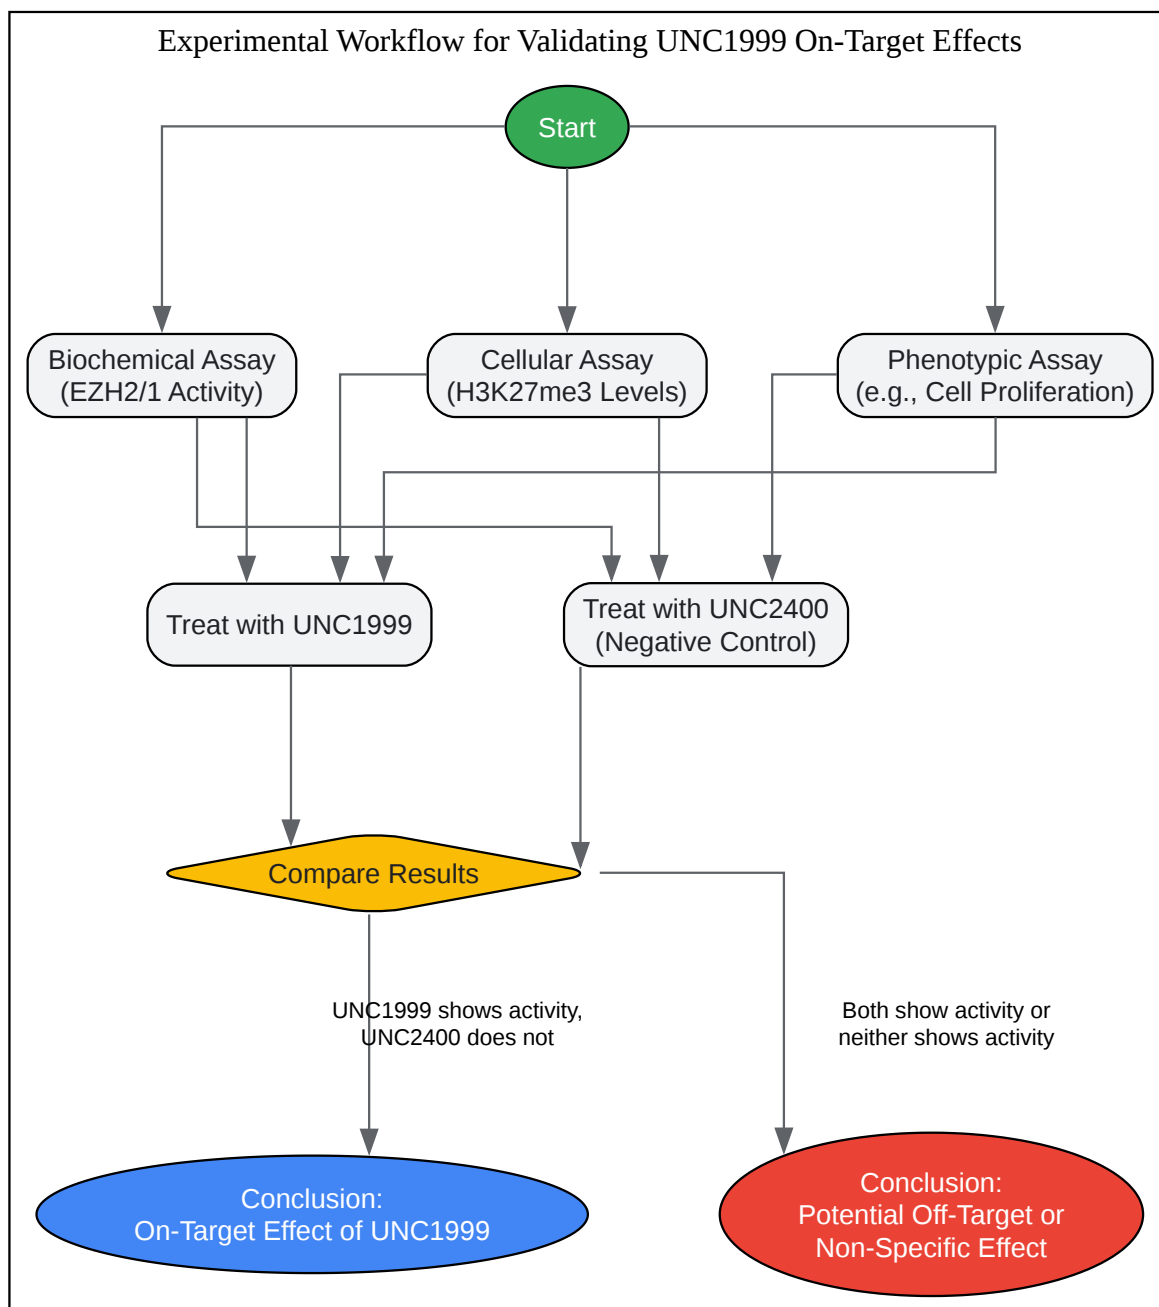 Experimental Workflow for Validating UNC1999 On-Target Effects
Start
Biochemical Assay
(EZH2/1 Activity)
Cellular Assay
(H3K27me3 Levels)
Phenotypic Assay
(e.g., Cell Proliferation)
Treat with UNC1999
Treat with UNC2400
(Negative Control)
Compare Results
UNC1999 shows activity,
UNC2400 does not
Both show activity or
neither shows activity
Conclusion:
On-Target Effect of UNC1999
Conclusion:
Potential Off-Target or
Non-Specific Effect